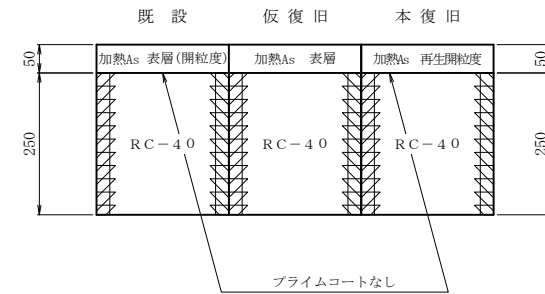 既 設 仮 復 旧 本 復 旧
50 加熱As 表層(開粒度) 加熱As 表層 加熱As 再生開粒度 50
250 RC-40 RC-40 RC-40 250
プライムコートなし